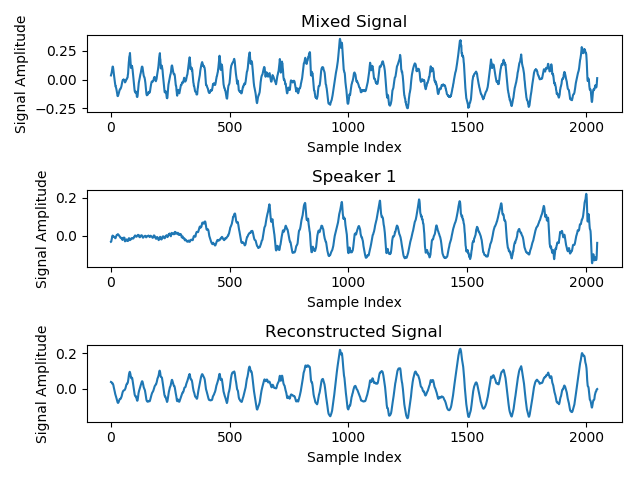 Mixed Signal
Signal Amplitude
0.25
0.00
−0.25
0 500 1000 1500 2000
Sample Index
Speaker 1
Signal Amplitude
0.2
0.0
0 500 1000 1500 2000
Sample Index
Reconstructed Signal
Signal Amplitude
0.2
0.0
0 500 1000 1500 2000
Sample Index